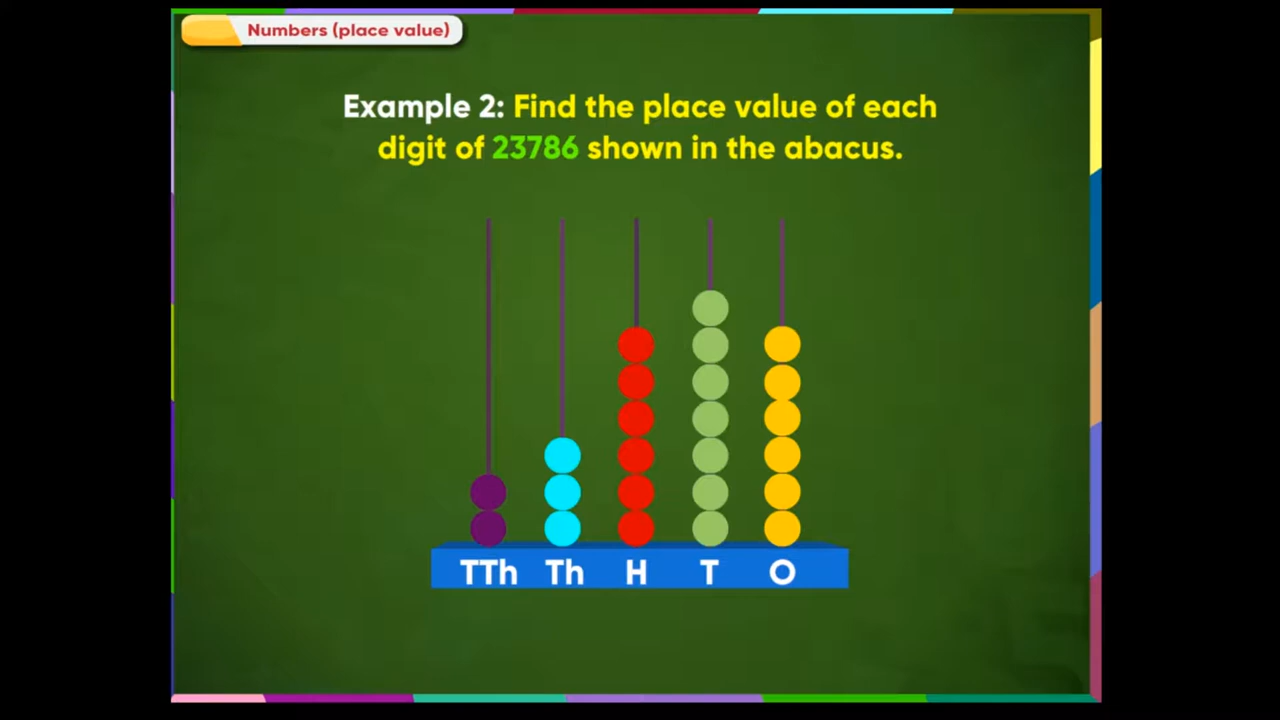 Numbers (place value)
Example 2: Find the place value of each
digit of 23786 shown in the abacus.
TTh Th H T O